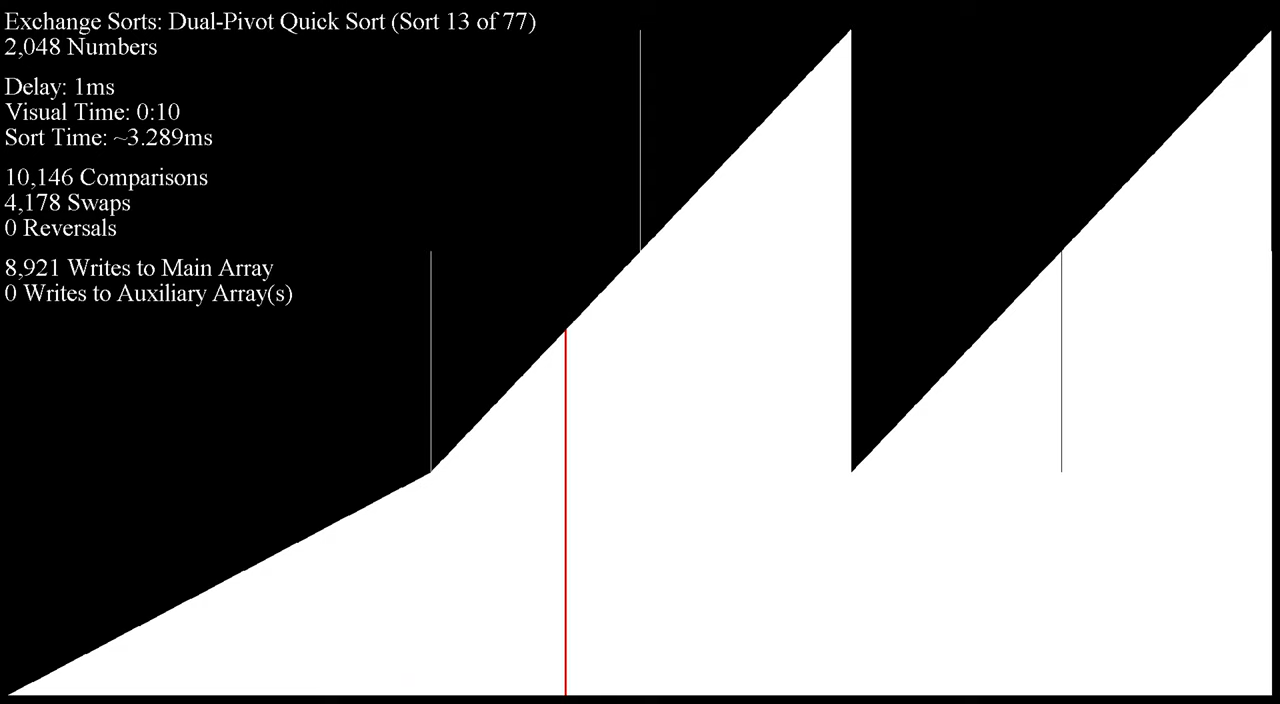 Exchange Sorts: Dual-Pivot Quick Sort (Sort 13 of 77)
2,048 Numbers
Delay: 1ms
Visual Time: 0:10
Sort Time: ~3.289ms
10,146 Comparisons
4,178 Swaps
0 Reversals
8,921 Writes to Main Array
0 Writes to Auxiliary Array(s)